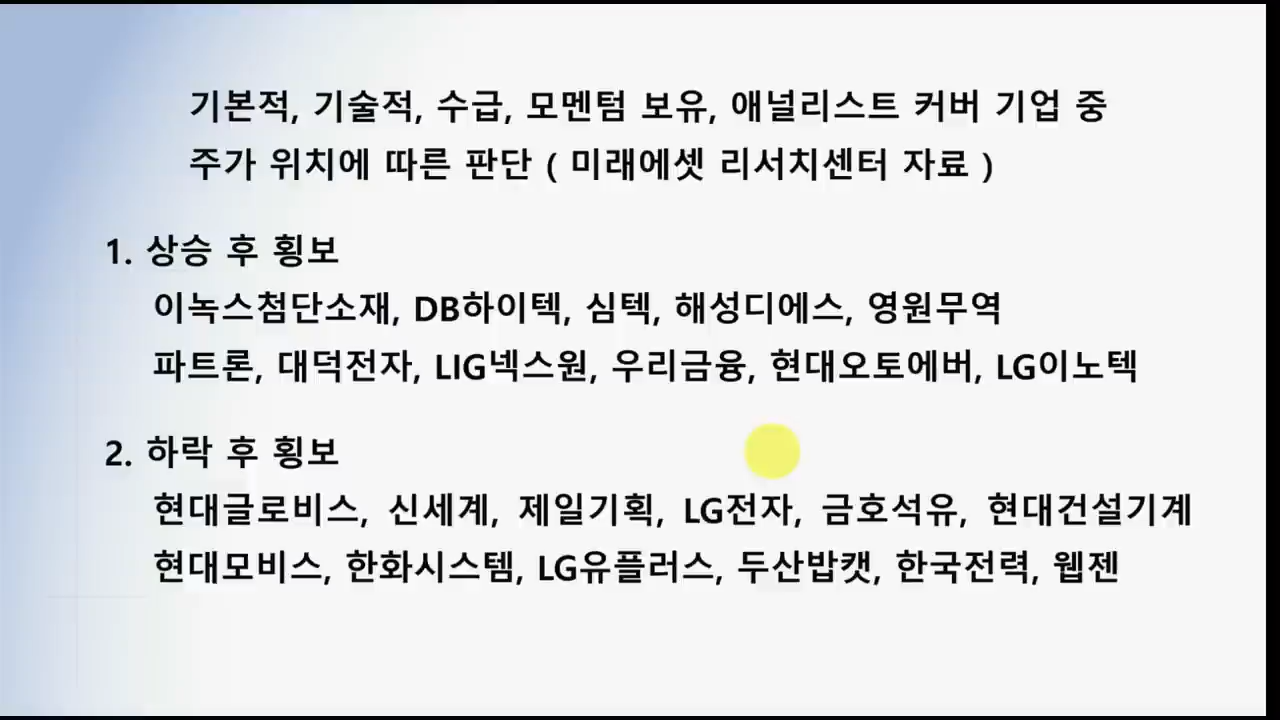 기본적, 기술적, 수급, 모멘텀 보유, 애널리스트 커버 기업 중
주가 위치에 따른 판단 ( 미래에셋 리서치센터 자료 )
1. 상승 후 횡보
이녹스첨단소재, DB하이텍, 심텍, 해성디에스, 영원무역
파트론, 대덕전자, LIG넥스원, 우리금융, 현대오토에버, LG이노텍
2. 하락 후 횡보
현대글로비스, 신세계, 제일기획, LG전자, 금호석유, 현대건설기계
현대모비스, 한화시스템, LG유플러스, 두산밥캣, 한국전력, 웹젠